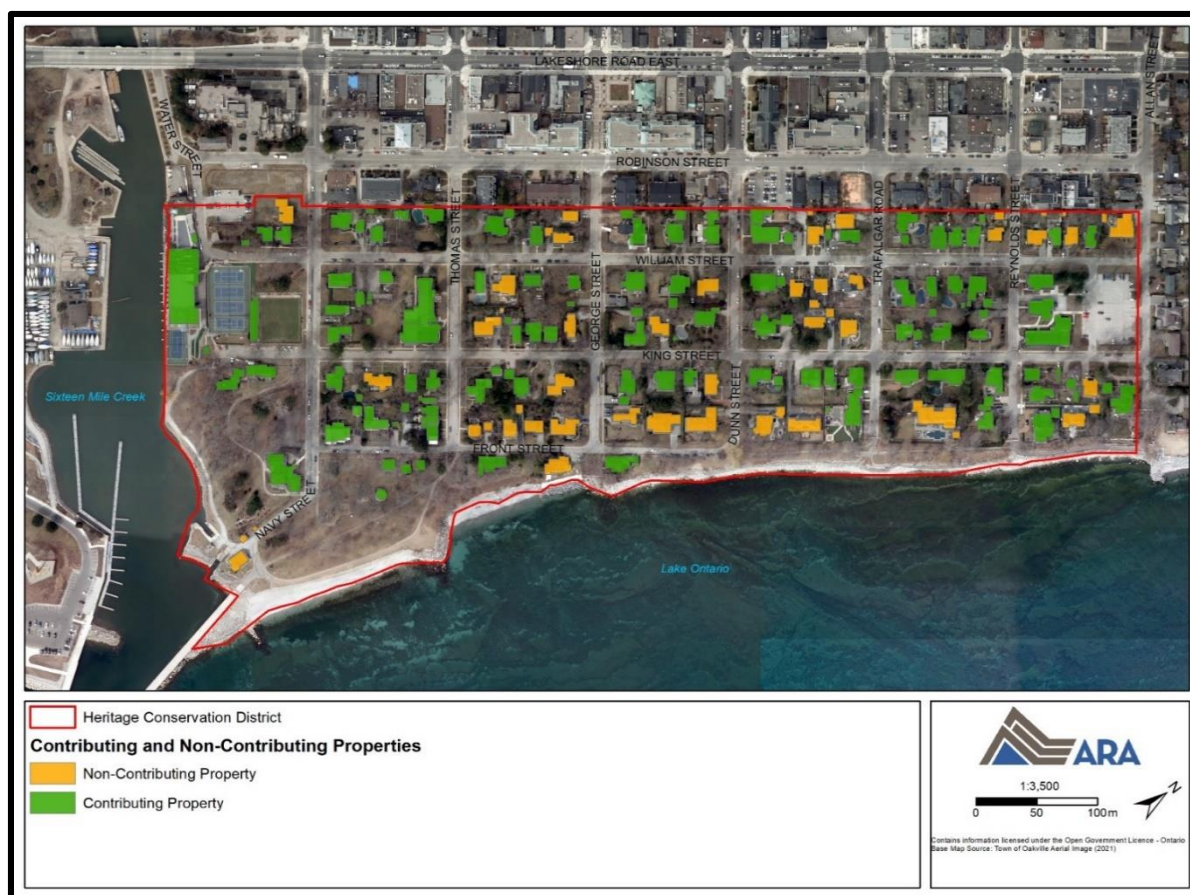 LAKESHORE ROAD EAST
ALLAN STREET
WATER STREET
ROBINSON STREET
THOMAS STREET
TRAFALGAR ROAD
REYNOLDS STREET
GEORGE STREET
WILLIAM STREET
KING STREET
DUNN STREET
Sixteen Mile Creek
FRONT STREET
NAVY STREET
Lake Ontario
Heritage Conservation District
Contributing and Non-Contributing Properties
Non-Contributing Property
Contributing Property
ARA
1:3,500
0 50 100m
N
Contains information licensed under the Open Government Licence - Ontario
Base Map Source: Town of Oakville Aerial Image (2021)